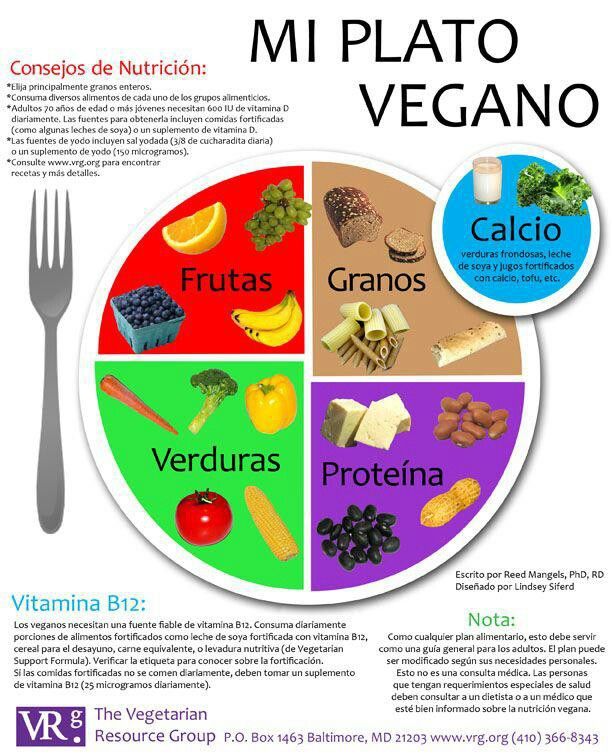 MI PLATO
VEGANO
Consejos de Nutrición:
*Elija principalmente granos enteros.
*Consuma diversos alimentos de cada uno de los grupos alimenticios.
*Adultos 70 años de edad o más jóvenes necesitan 600 IU de vitamina D
diariamente. Las fuentes para obtenerla incluyen comidas fortificadas
(como algunas leches de soya) o un suplemento de vitamina D.
*Las fuentes de yodo incluyen sal yodada (3/8 de cucharadita diaria)
o un suplemento de yodo (150 microgramos).
*Consulte www.vrg.org para encontrar
recetas y más detalles.
Calcio
verduras frondosas, leche
de soya y jugos fortificados
con calcio, tofu, etc.
Frutas
Granos
Verduras
Proteína
Escrito por Reed Mangels, PhD, RD
Diseñado por Lindsey Siferd
Vitamina B12:
Los veganos necesitan una fuente fiable de vitamina B12. Consuma diariamente
porciones de alimentos fortificados como leche de soya fortificada con vitamina B12,
cereal para el desayuno, carne equivalente, o levadura nutritiva (de Vegetarian
Support Formula). Verificar la etiqueta para conocer sobre la fortificación.
Si las comidas fortificadas no se comen diariamente, deben tomar un suplemento
de vitamina B12 (25 microgramos diariamente).
Nota:
Como cualquier plan alimentario, esto debe servir
como una guía general para los adultos. El plan puede
ser modificado según sus necesidades personales.
Esto no es una consulta médica. Las personas
que tengan requerimientos especiales de salud
deben consultar a un dietista o a un médico que
esté bien informado sobre la nutrición vegana.
VRg.
The Vegetarian
Resource Group P.O. Box 1463 Baltimore, MD 21203 www.vrg.org (410) 366-8343